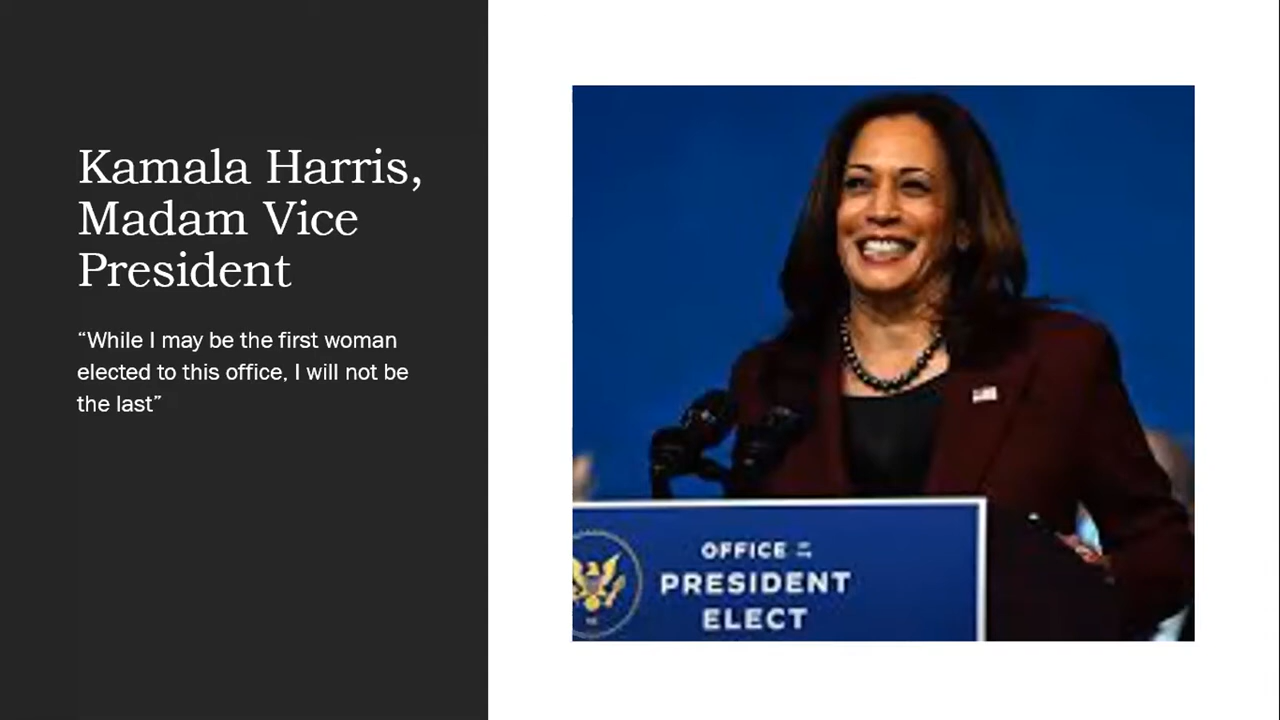 Kamala Harris,
Madam Vice
President
“While I may be the first woman
elected to this office, I will not be
the last”
OFFICE
PRESIDENT
ELECT